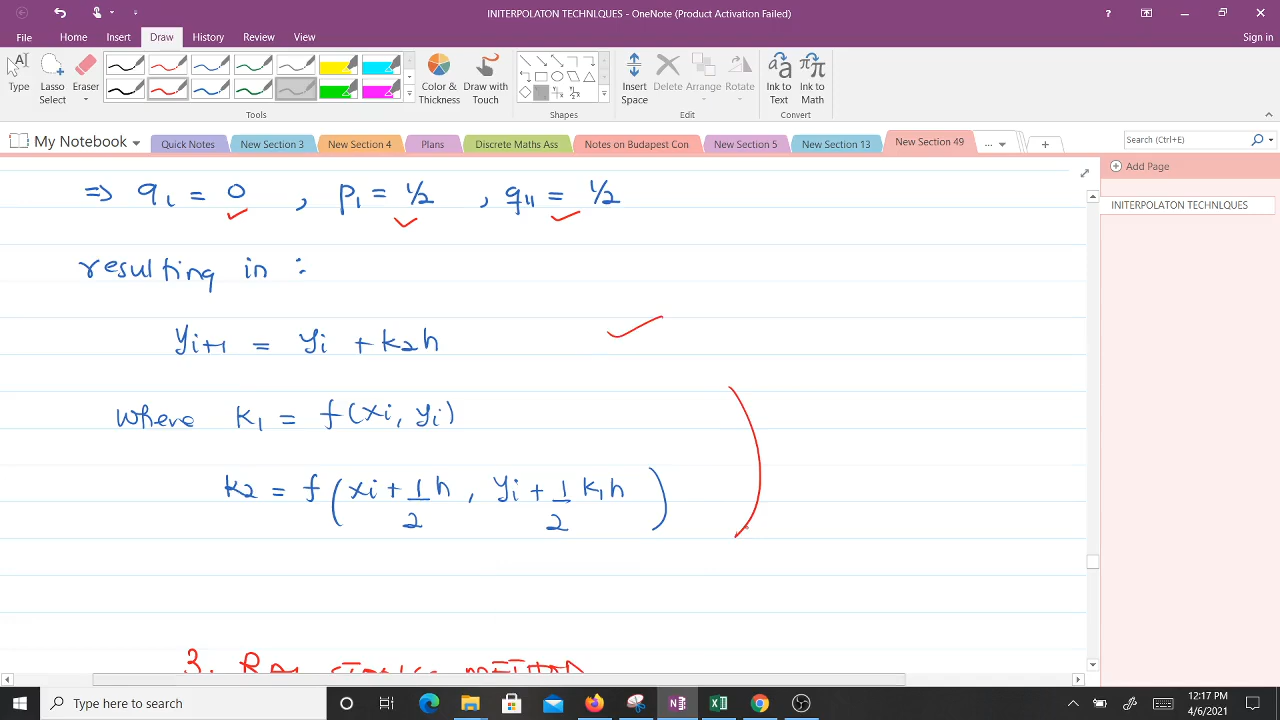 INITERPOLATON TECHNLQUES - OneNote (Product Activation Failed)
Sign in
File Home Insert Draw History Review View
Type Lasso Select Eraser Color & Thickness Draw with Touch Insert Space Delete Arrange Rotate Ink to Text Ink to Math
Tools Shapes Edit Convert
My Notebook Quick Notes New Section 3 New Section 4 Plans Discrete Maths Ass Notes on Budapest Con New Section 5 New Section 13 New Section 49 ... Search (Ctrl+E)
Add Page
INITERPOLATON TECHNLQUES
=> q1 = 0 , p1 = 1/2 , q11 = 1/2
resulting in :
yi+1 = yi + k2h
where k1 = f(xi, yi)
k2 = f(xi + 1/2 h, yi + 1/2 k1h)
3.
METHOD
Type here to search
12:17 PM
4/6/2021